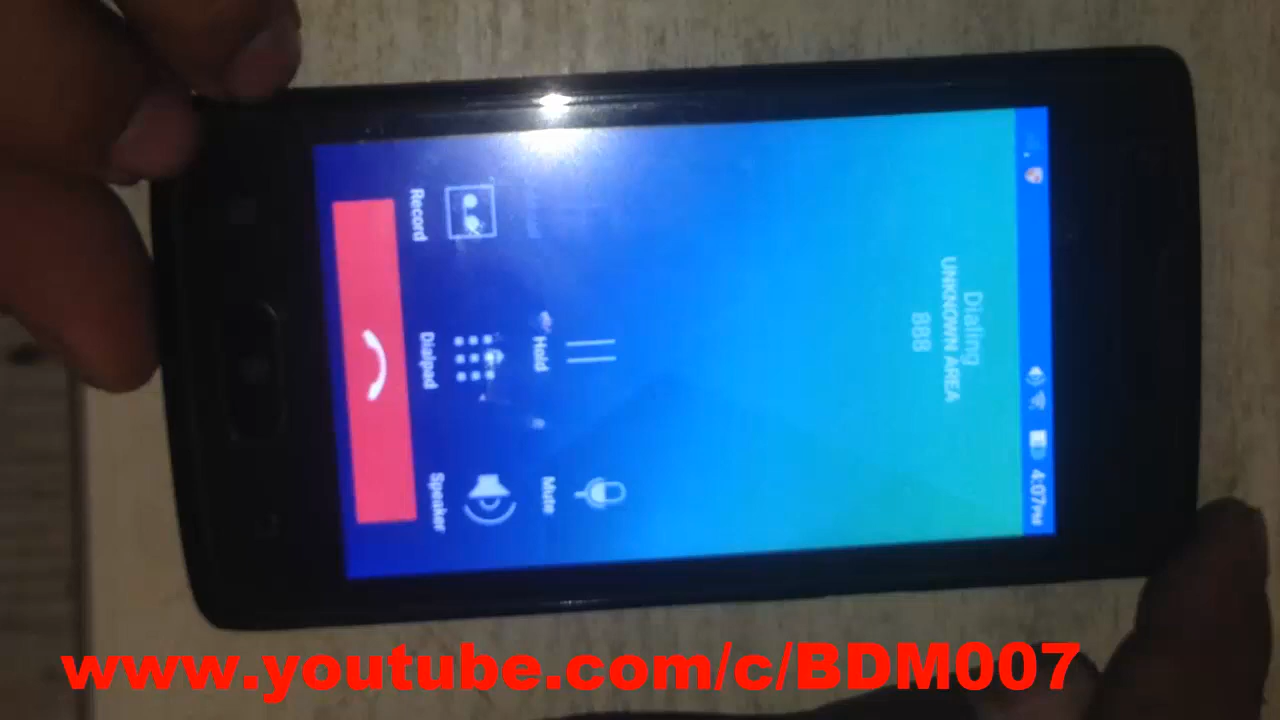 4:07PM
Dialing
UNKNOWN AREA
888
Hold
Mute
Record
Dialpad
Speaker
www.youtube.com/c/BDM007